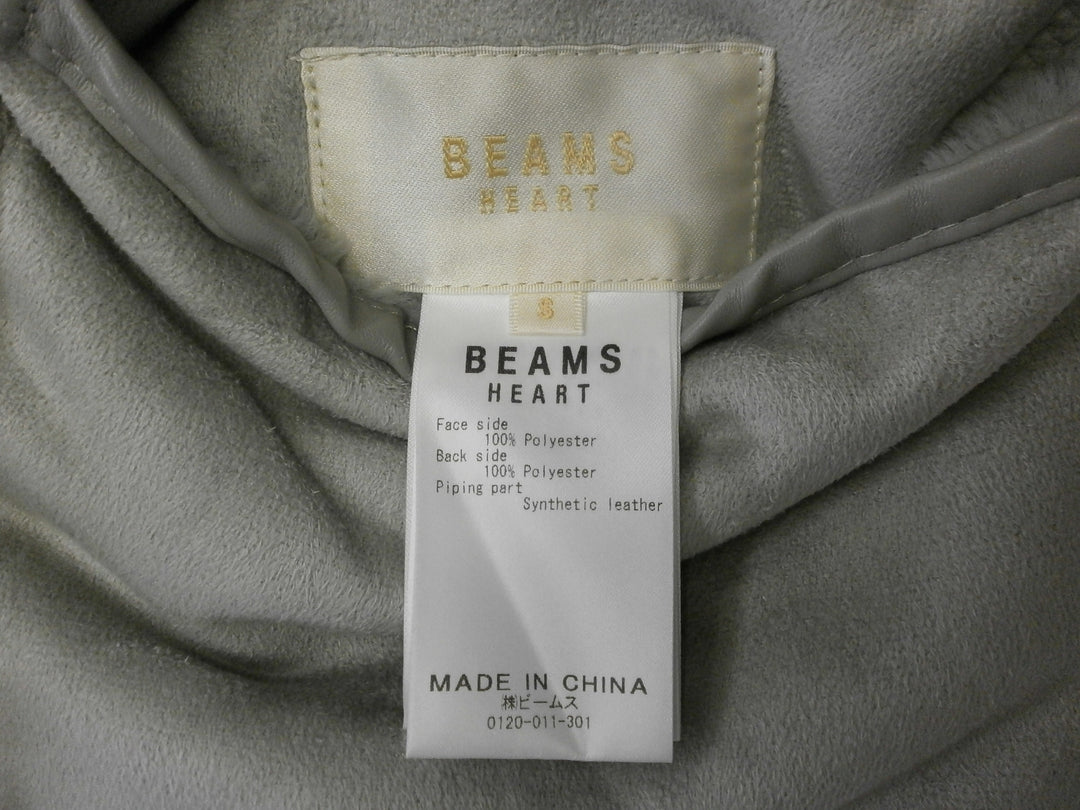 BEAMS
HEART
S
BEAMS
HEART
Face side
100% Polyester
Back side
100% Polyester
Piping part
Synthetic leather
MADE IN CHINA
㈱ビームス
0120-011-301